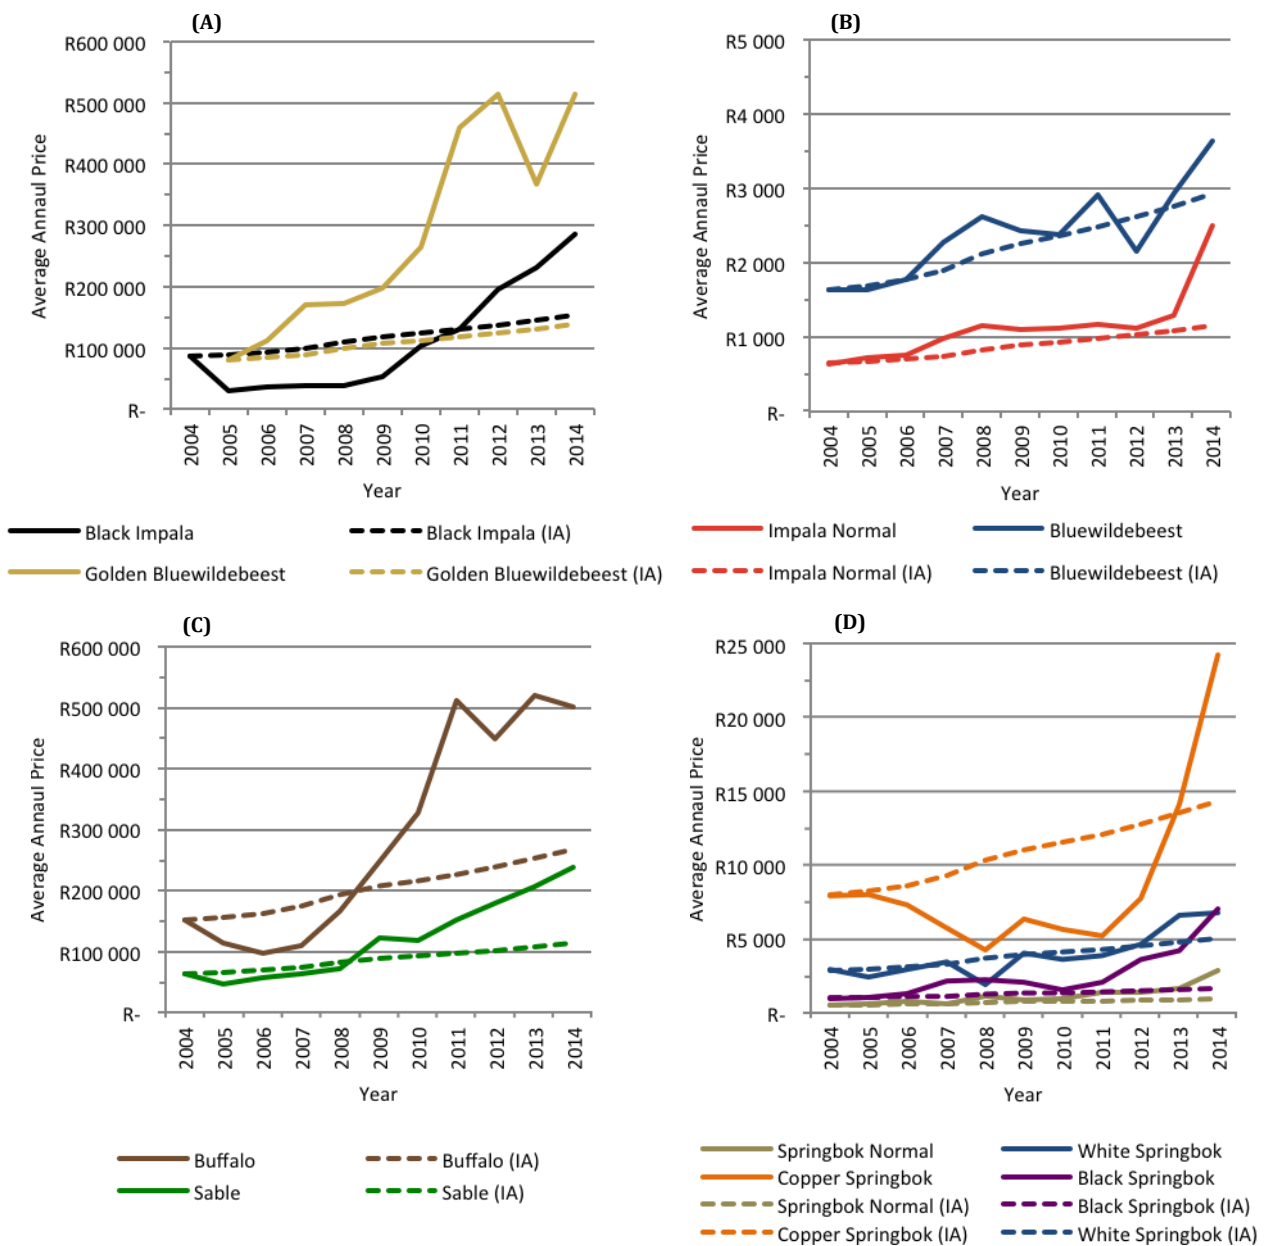 (A)
R600 000
R500 000
R400 000
R300 000
R200 000
R100 000
R-
Average Annaul Price
2004
2005
2006
2007
2008
2009
2010
2011
2012
2013
2014
Year
Black Impala
Black Impala (IA)
Golden Bluewildebeest
Golden Bluewildebeest (IA)
(B)
R5 000
R4 000
R3 000
R2 000
R1 000
R-
Average Annaul Price
2004
2005
2006
2007
2008
2009
2010
2011
2012
2013
2014
Year
Impala Normal
Bluewildebeest
Impala Normal (IA)
Bluewildebeest (IA)
(C)
R600 000
R500 000
R400 000
R300 000
R200 000
R100 000
R-
Average Annaul Price
2004
2005
2006
2007
2008
2009
2010
2011
2012
2013
2014
Year
Buffalo
Buffalo (IA)
Sable
Sable (IA)
(D)
R25 000
R20 000
R15 000
R10 000
R5 000
R-
Average Annaul Price
2004
2005
2006
2007
2008
2009
2010
2011
2012
2013
2014
Year
Springbok Normal
White Springbok
Copper Springbok
Black Springbok
Springbok Normal (IA)
Black Springbok (IA)
Copper Springbok (IA)
White Springbok (IA)